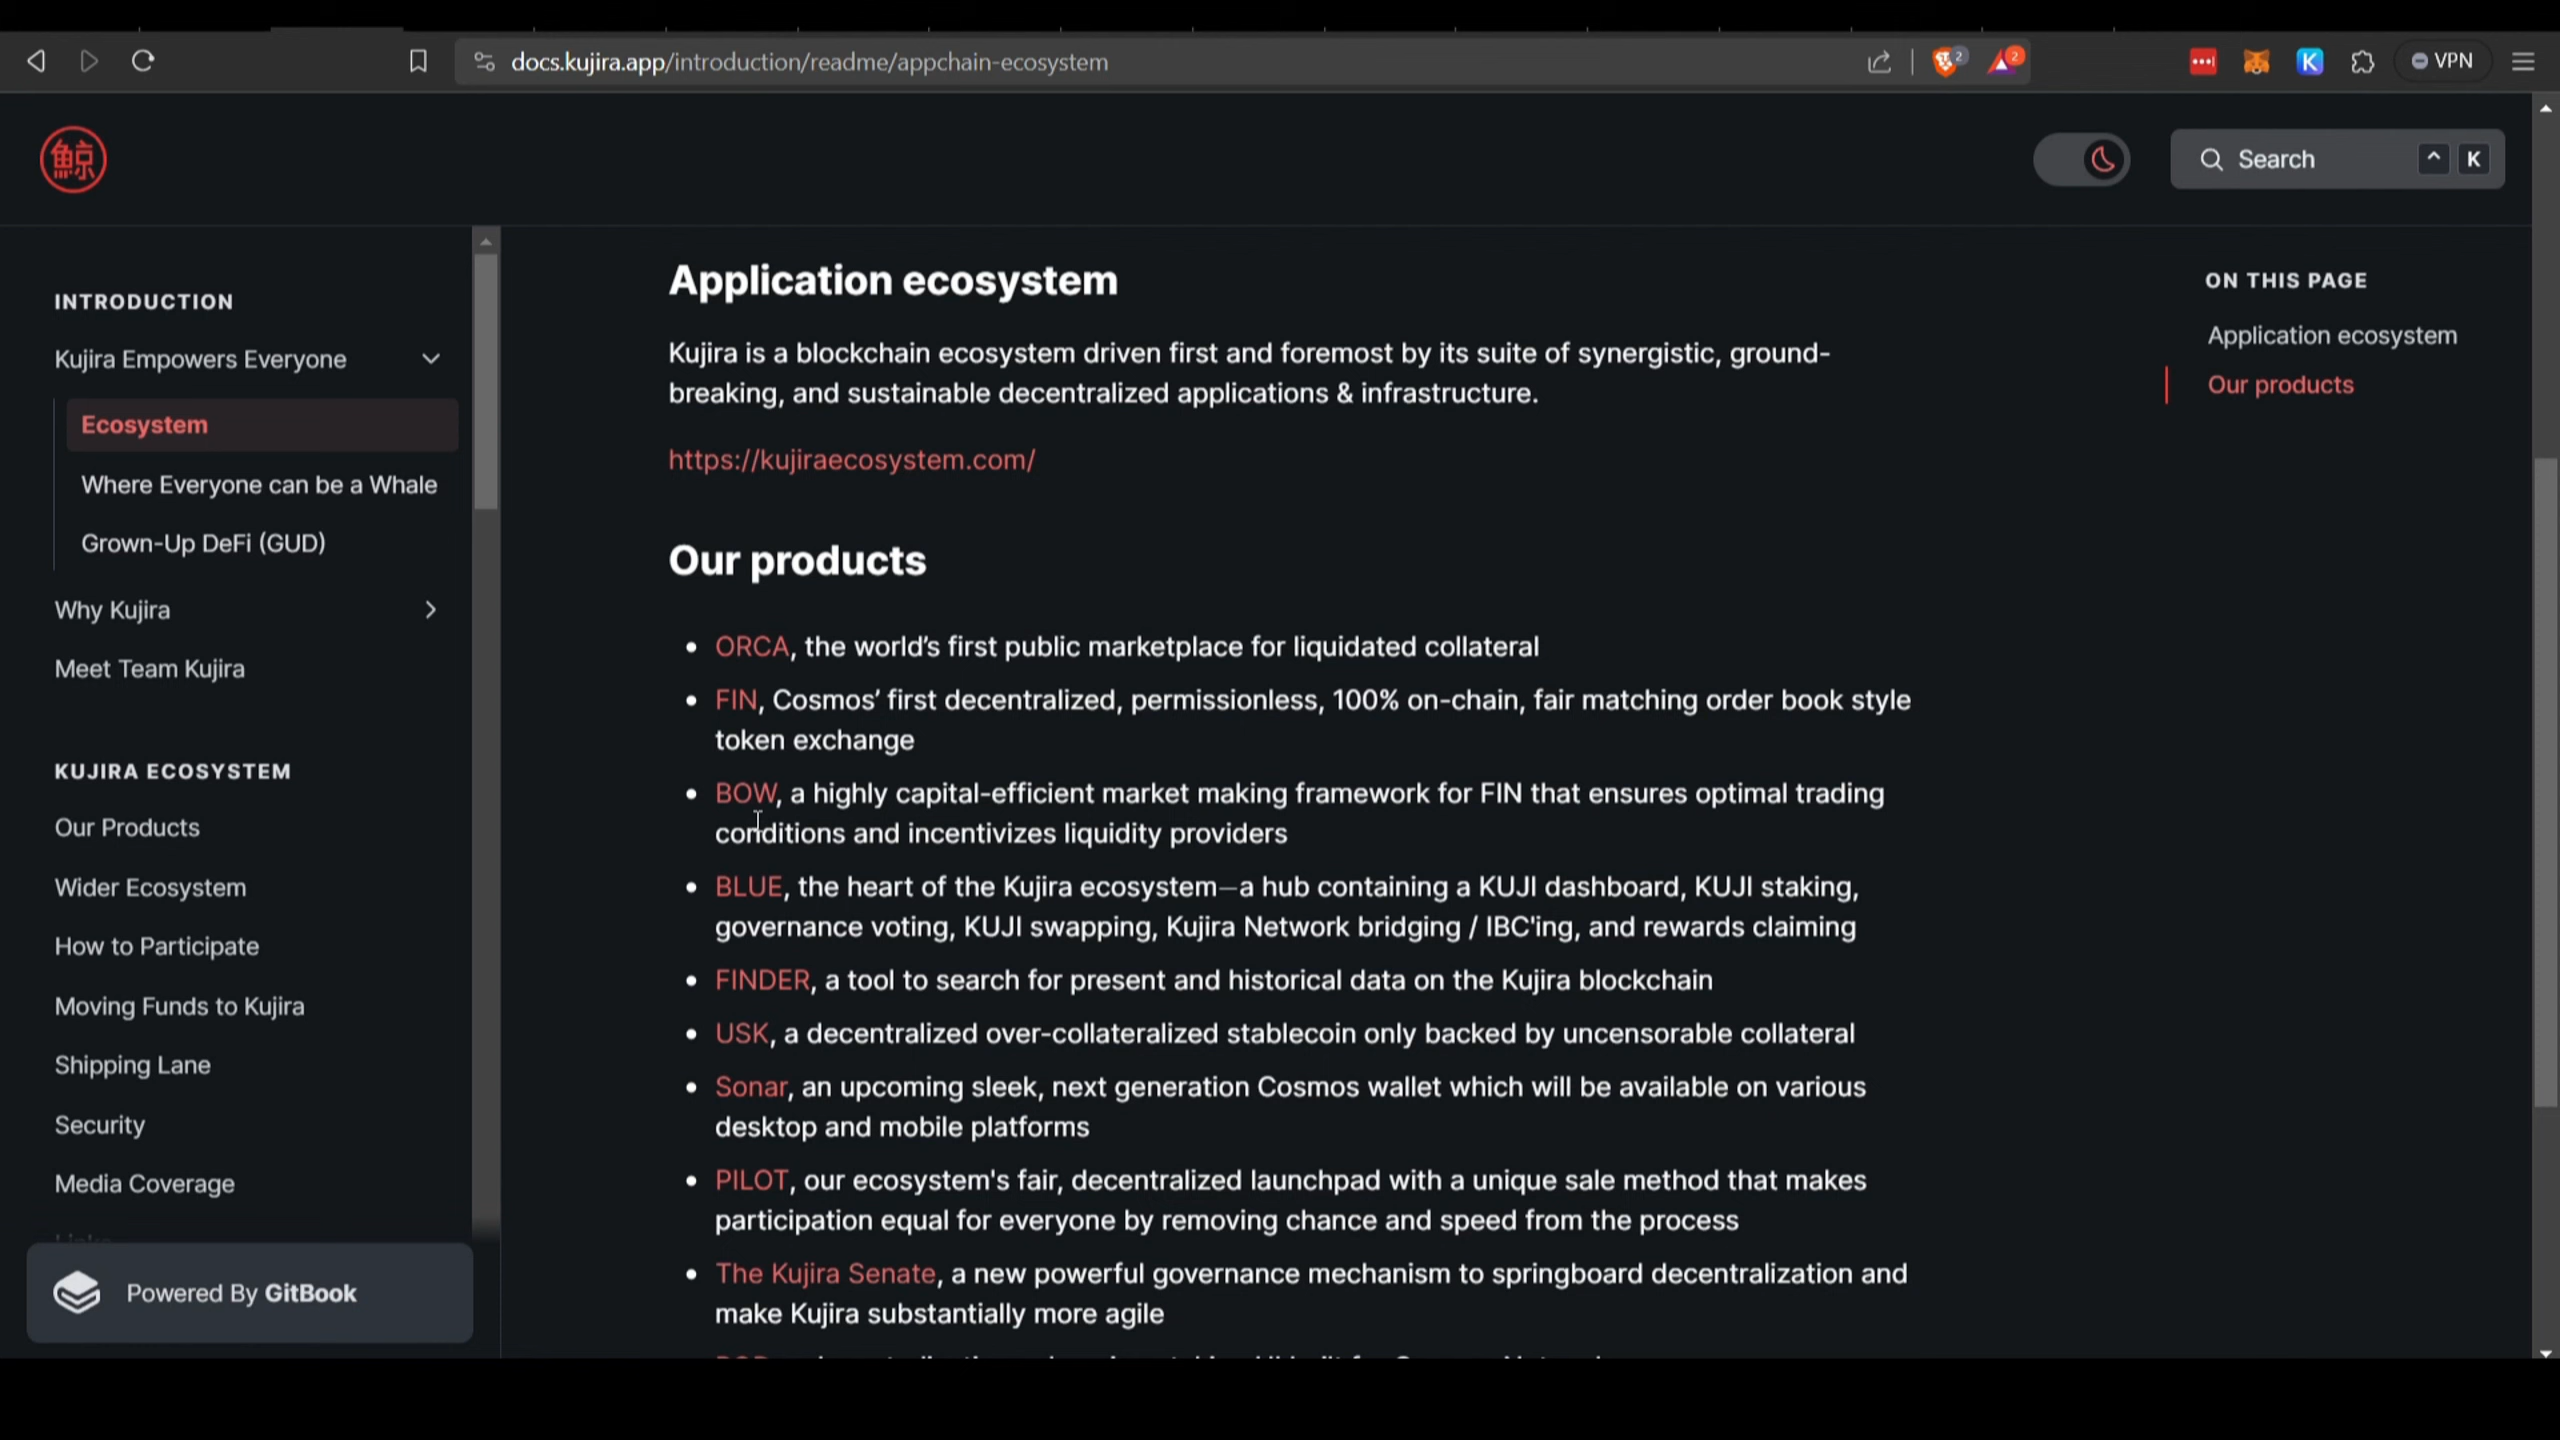 docs.kujira.app/introduction/readme/appchain-ecosystem
2
2
K
VPN
鯨
Search
^ K
INTRODUCTION
Kujira Empowers Everyone
Ecosystem
Where Everyone can be a Whale
Grown-Up DeFi (GUD)
Why Kujira
Meet Team Kujira
KUJIRA ECOSYSTEM
Our Products
Wider Ecosystem
How to Participate
Moving Funds to Kujira
Shipping Lane
Security
Media Coverage
Powered By GitBook
Application ecosystem
Kujira is a blockchain ecosystem driven first and foremost by its suite of synergistic, ground-
breaking, and sustainable decentralized applications & infrastructure.
https://kujiraecosystem.com/
Our products
• ORCA, the world’s first public marketplace for liquidated collateral
• FIN, Cosmos’ first decentralized, permissionless, 100% on-chain, fair matching order book style
token exchange
• BOW, a highly capital-efficient market making framework for FIN that ensures optimal trading
conditions and incentivizes liquidity providers
• BLUE, the heart of the Kujira ecosystem—a hub containing a KUJI dashboard, KUJI staking,
governance voting, KUJI swapping, Kujira Network bridging / IBC'ing, and rewards claiming
• FINDER, a tool to search for present and historical data on the Kujira blockchain
• USK, a decentralized over-collateralized stablecoin only backed by uncensorable collateral
• Sonar, an upcoming sleek, next generation Cosmos wallet which will be available on various
desktop and mobile platforms
• PILOT, our ecosystem's fair, decentralized launchpad with a unique sale method that makes
participation equal for everyone by removing chance and speed from the process
• The Kujira Senate, a new powerful governance mechanism to springboard decentralization and
make Kujira substantially more agile
ON THIS PAGE
Application ecosystem
Our products